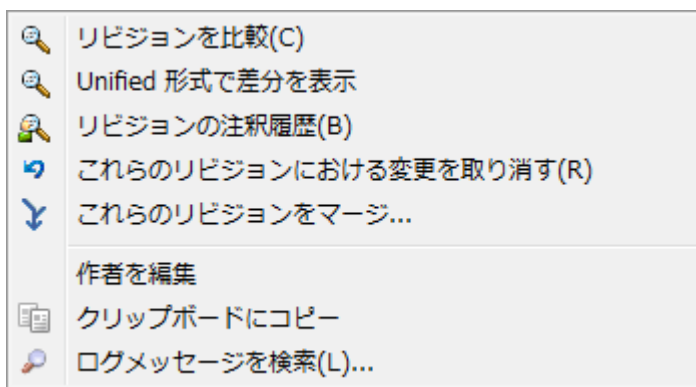 リビジョンを比較(C)
Unified 形式で差分を表示
リビジョンの注釈履歴(B)
これらのリビジョンにおける変更を取り消す(R)
これらのリビジョンをマージ...
作者を編集
クリップボードにコピー
ログメッセージを検索(L)...